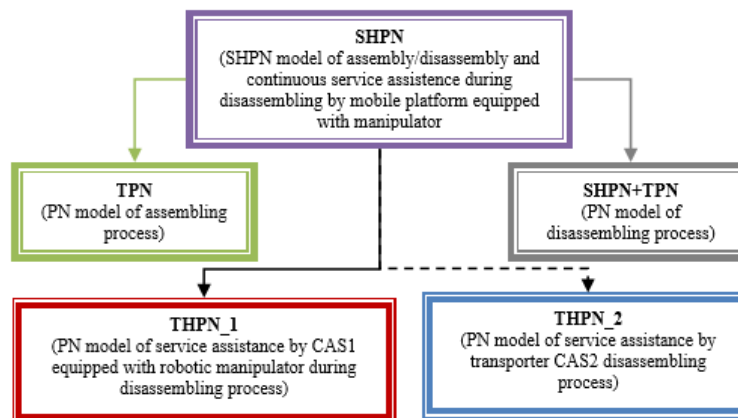 SHPN
(SHPN model of assembly/disassembly and
continuous service assistence during
disassembling by mobile platform equipped
with manipulator
TPN
(PN model of assembling
process)
SHPN+TPN
(PN model of
disassembling process)
THPN_1
(PN model of service assistance by CAS1
equipped with robotic manipulator during
disassembling process)
THPN_2
(PN model of service assistance by
transporter CAS2 disassembling
process)